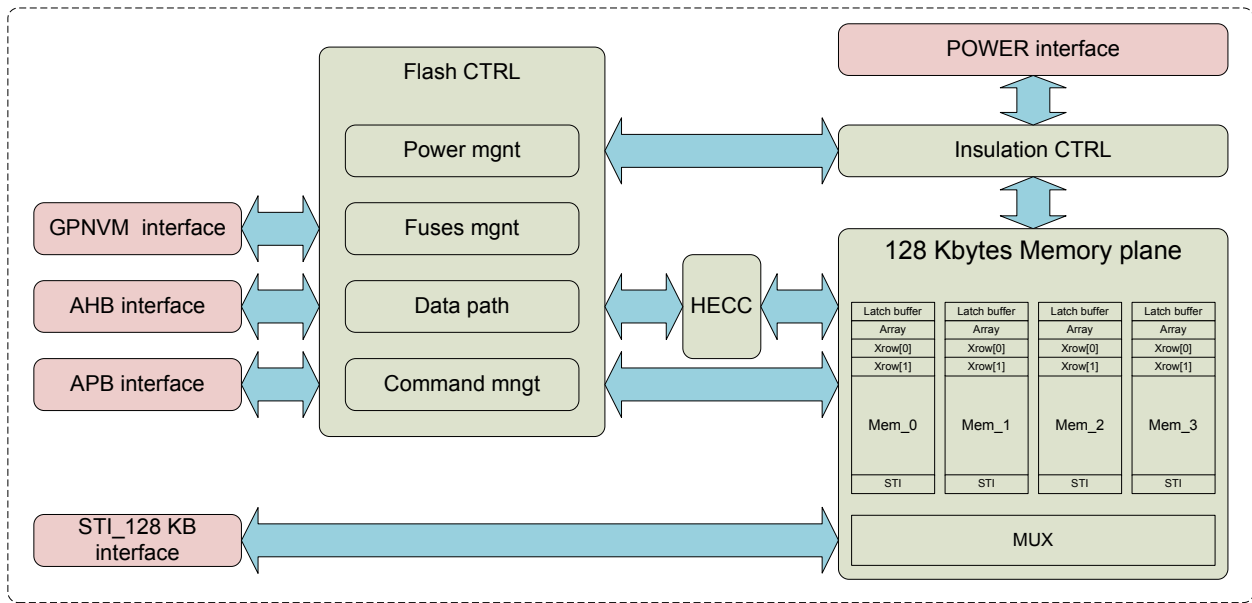 Flash CTRL
Power mgnt
Fuses mgnt
Data path
Command mngt
GPNVM interface
AHB interface
APB interface
STI_128 KB
interface
HECC
POWER interface
Insulation CTRL
128 Kbytes Memory plane
Latch buffer
Array
Xrow[0]
Xrow[1]
Mem_0
STI
Latch buffer
Array
Xrow[0]
Xrow[1]
Mem_1
STI
Latch buffer
Array
Xrow[0]
Xrow[1]
Mem_2
STI
Latch buffer
Array
Xrow[0]
Xrow[1]
Mem_3
STI
MUX